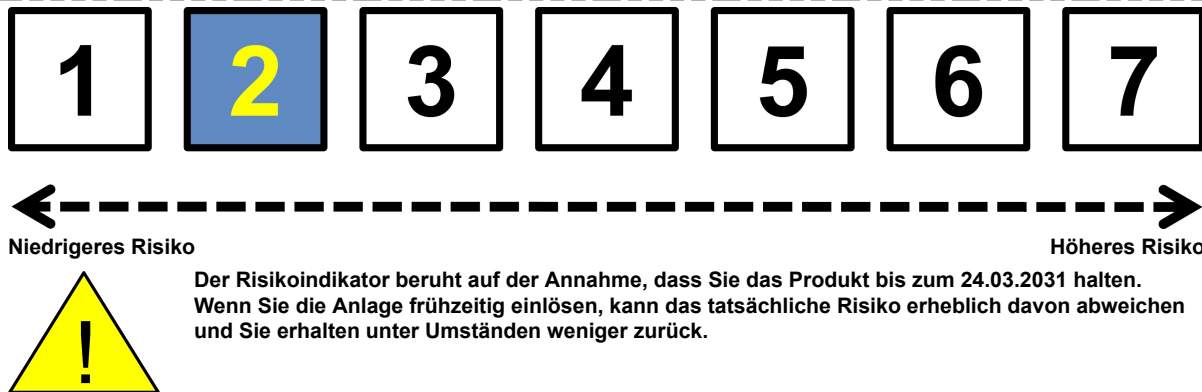 1 2 3 4 5 6 7
Niedrigeres Risiko Höheres Risiko
Der Risikoindikator beruht auf der Annahme, dass Sie das Produkt bis zum 24.03.2031 halten.
Wenn Sie die Anlage frühzeitig einlösen, kann das tatsächliche Risiko erheblich davon abweichen
und Sie erhalten unter Umständen weniger zurück.
!